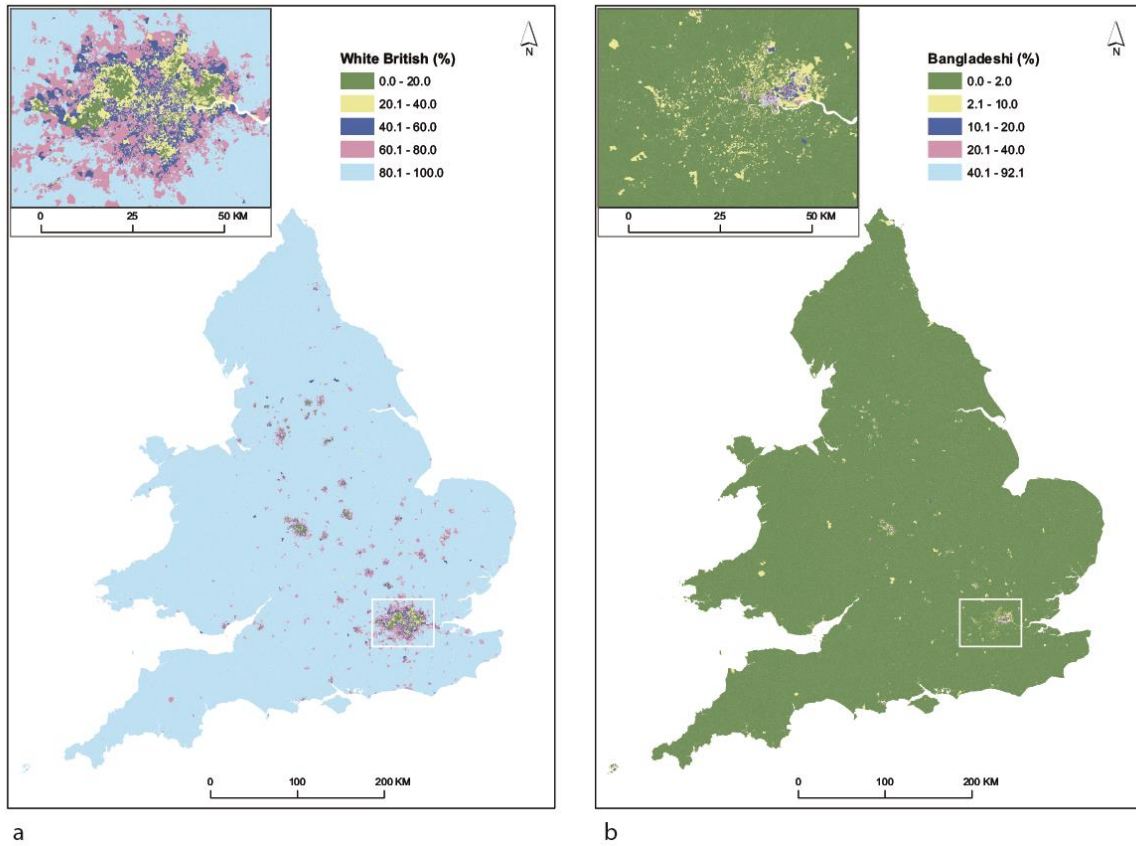 White British (%)
0.0 - 20.0
20.1 - 40.0
40.1 - 60.0
60.1 - 80.0
80.1 - 100.0
N
0 25 50 KM
0 100 200 KM
a
Bangladeshi (%)
0.0 - 2.0
2.1 - 10.0
10.1 - 20.0
20.1 - 40.0
40.1 - 92.1
N
0 25 50 KM
0 100 200 KM
b